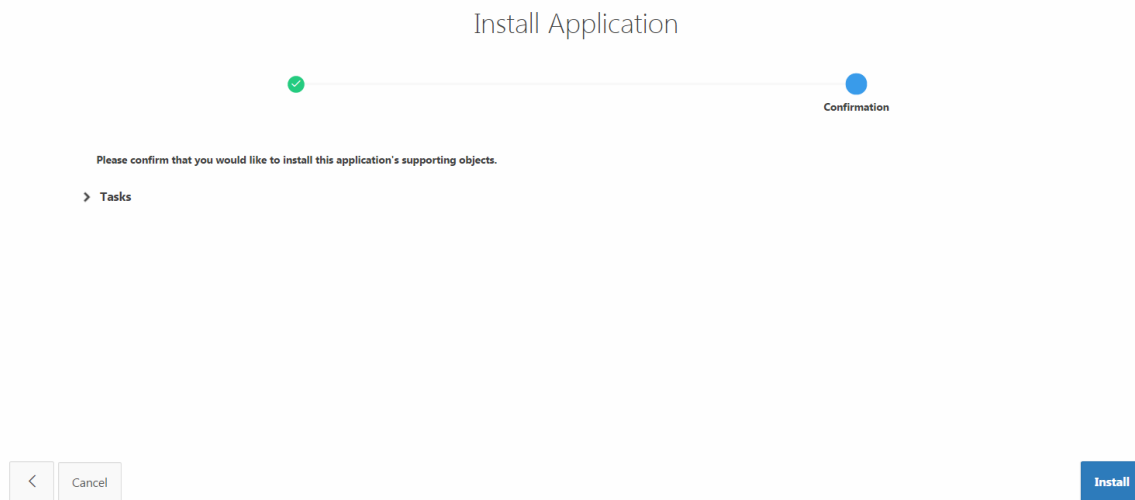 Install Application
Confirmation
Please confirm that you would like to install this application's supporting objects.
Tasks
Cancel
Install